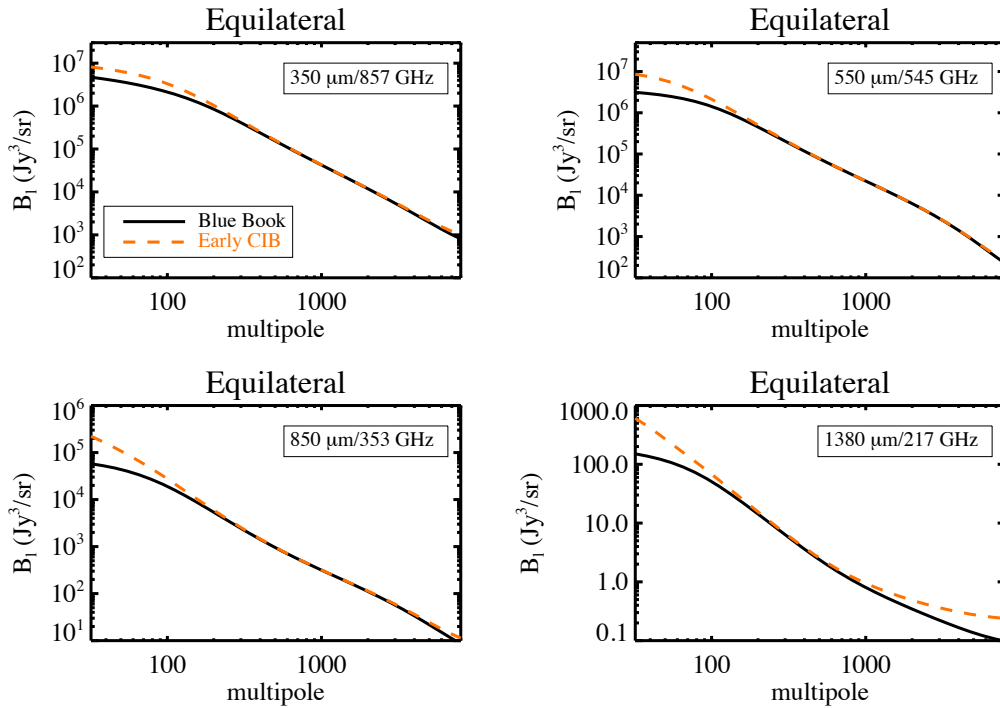 Equilateral
10^7
10^6
10^5
10^4
10^3
10^2
B_l (Jy^3/sr)
350 μm/857 GHz
Blue Book
Early CIB
100
1000
multipole
Equilateral
10^7
10^6
10^5
10^4
10^3
10^2
B_l (Jy^3/sr)
550 μm/545 GHz
100
1000
multipole
Equilateral
10^6
10^5
10^4
10^3
10^2
10^1
B_l (Jy^3/sr)
850 μm/353 GHz
100
1000
multipole
Equilateral
1000.0
100.0
10.0
1.0
0.1
B_l (Jy^3/sr)
1380 μm/217 GHz
100
1000
multipole